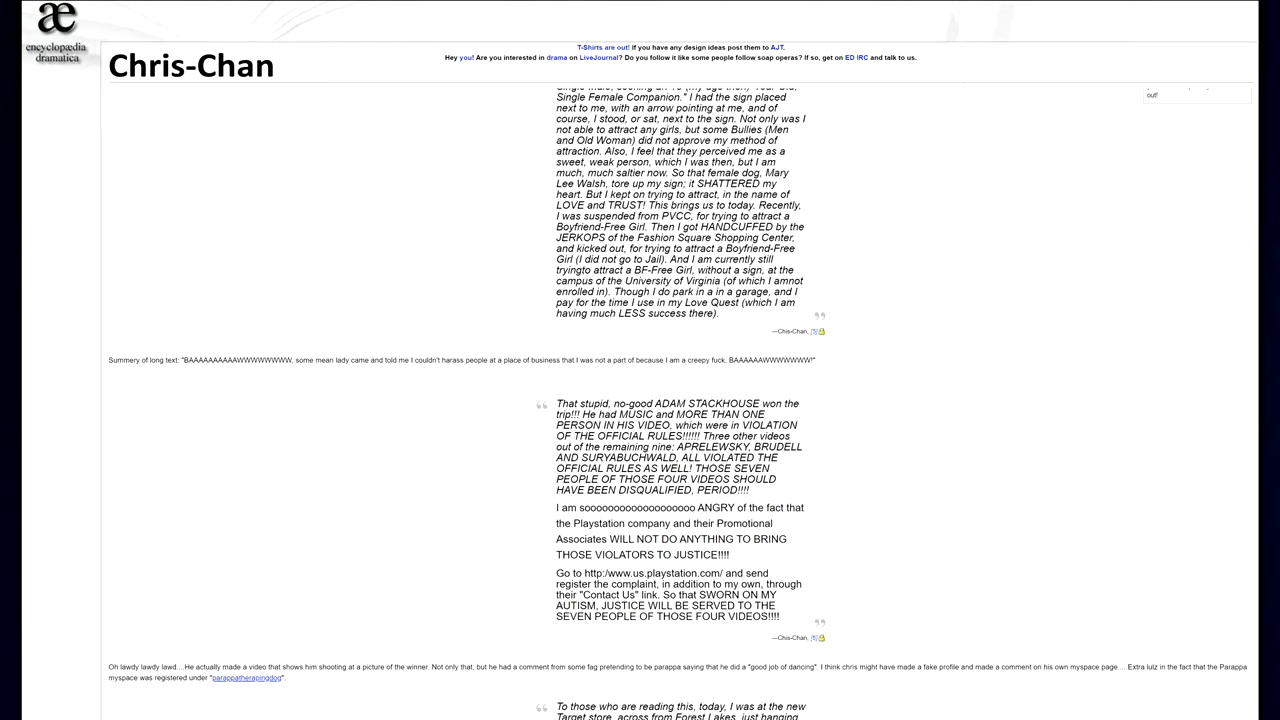 æ
encyclopædia
dramatica
T-Shirts are out! If you have any design ideas post them to AJT.
Hey you! Are you interested in drama on LiveJournal? Do you follow it like some people follow soap operas? If so, get on ED IRC and talk to us.
Chris-Chan
out!
Single Female Companion." I had the sign placed
next to me, with an arrow pointing at me, and of
course, I stood, or sat, next to the sign. Not only was I
not able to attract any girls, but some Bullies (Men
and Old Woman) did not approve my method of
attraction. Also, I feel that they perceived me as a
sweet, weak person, which I was then, but I am
much, much saltier now. So that female dog, Mary
Lee Walsh, tore up my sign; it SHATTERED my
heart. But I kept on trying to attract, in the name of
LOVE and TRUST! This brings us to today. Recently,
I was suspended from PVCC, for trying to attract a
Boyfriend-Free Girl. Then I got HANDCUFFED by the
JERKOPS of the Fashion Square Shopping Center,
and kicked out, for trying to attract a Boyfriend-Free
Girl (I did not go to Jail). And I am currently still
tryingto attract a BF-Free Girl, without a sign, at the
campus of the University of Virginia (of which I amnot
enrolled in). Though I do park in a in a garage, and I
pay for the time I use in my Love Quest (which I am
having much LESS success there).
—Chis-Chan,
Summery of long text: "BAAAAAAAAAWWWWWWWW, some mean lady came and told me I couldn't harass people at a place of business that I was not a part of because I am a creepy fuck. BAAAAAAWWWWWWW!"
That stupid, no-good ADAM STACKHOUSE won the
trip!!! He had MUSIC and MORE THAN ONE
PERSON IN HIS VIDEO, which were in VIOLATION
OF THE OFFICIAL RULES!!!!!! Three other videos
out of the remaining nine: APRELEWSKY, BRUDELL
AND SURYABUCHWALD, ALL VIOLATED THE
OFFICIAL RULES AS WELL! THOSE SEVEN
PEOPLE OF THOSE FOUR VIDEOS SHOULD
HAVE BEEN DISQUALIFIED, PERIOD!!!!
I am sooooooooooooooooooo ANGRY of the fact that
the Playstation company and their Promotional
Associates WILL NOT DO ANYTHING TO BRING
THOSE VIOLATORS TO JUSTICE!!!!
Go to http:/www.us.playstation.com/ and send
register the complaint, in addition to my own, through
their "Contact Us" link. So that SWORN ON MY
AUTISM, JUSTICE WILL BE SERVED TO THE
SEVEN PEOPLE OF THOSE FOUR VIDEOS!!!!
—Chis-Chan,
Oh lawdy lawdy lawd....He actually made a video that shows him shooting at a picture of the winner. Not only that, but he had a comment from some fag pretending to be parappa saying that he did a "good job of dancing". I think chris might have made a fake profile and made a comment on his own myspace page.... Extra lulz in the fact that the Parappa
myspace was registered under "parappatherapingdog".
To those who are reading this, today, I was at the new
Target store, across from Forest Lakes, just hanging